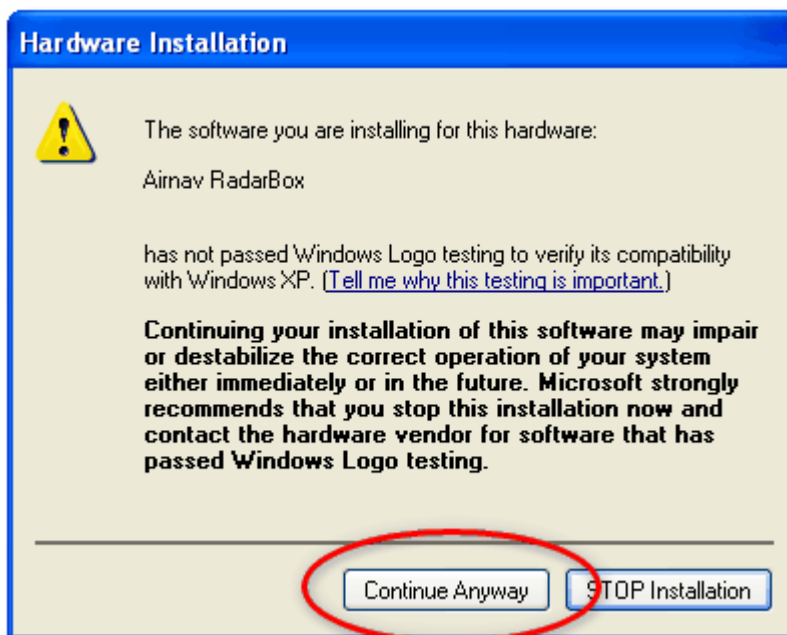 Hardware Installation
The software you are installing for this hardware:
Airnav RadarBox
has not passed Windows Logo testing to verify its compatibility
with Windows XP. (Tell me why this testing is important.)
Continuing your installation of this software may impair
or destabilize the correct operation of your system
either immediately or in the future. Microsoft strongly
recommends that you stop this installation now and
contact the hardware vendor for software that has
passed Windows Logo testing.
Continue Anyway
STOP Installation